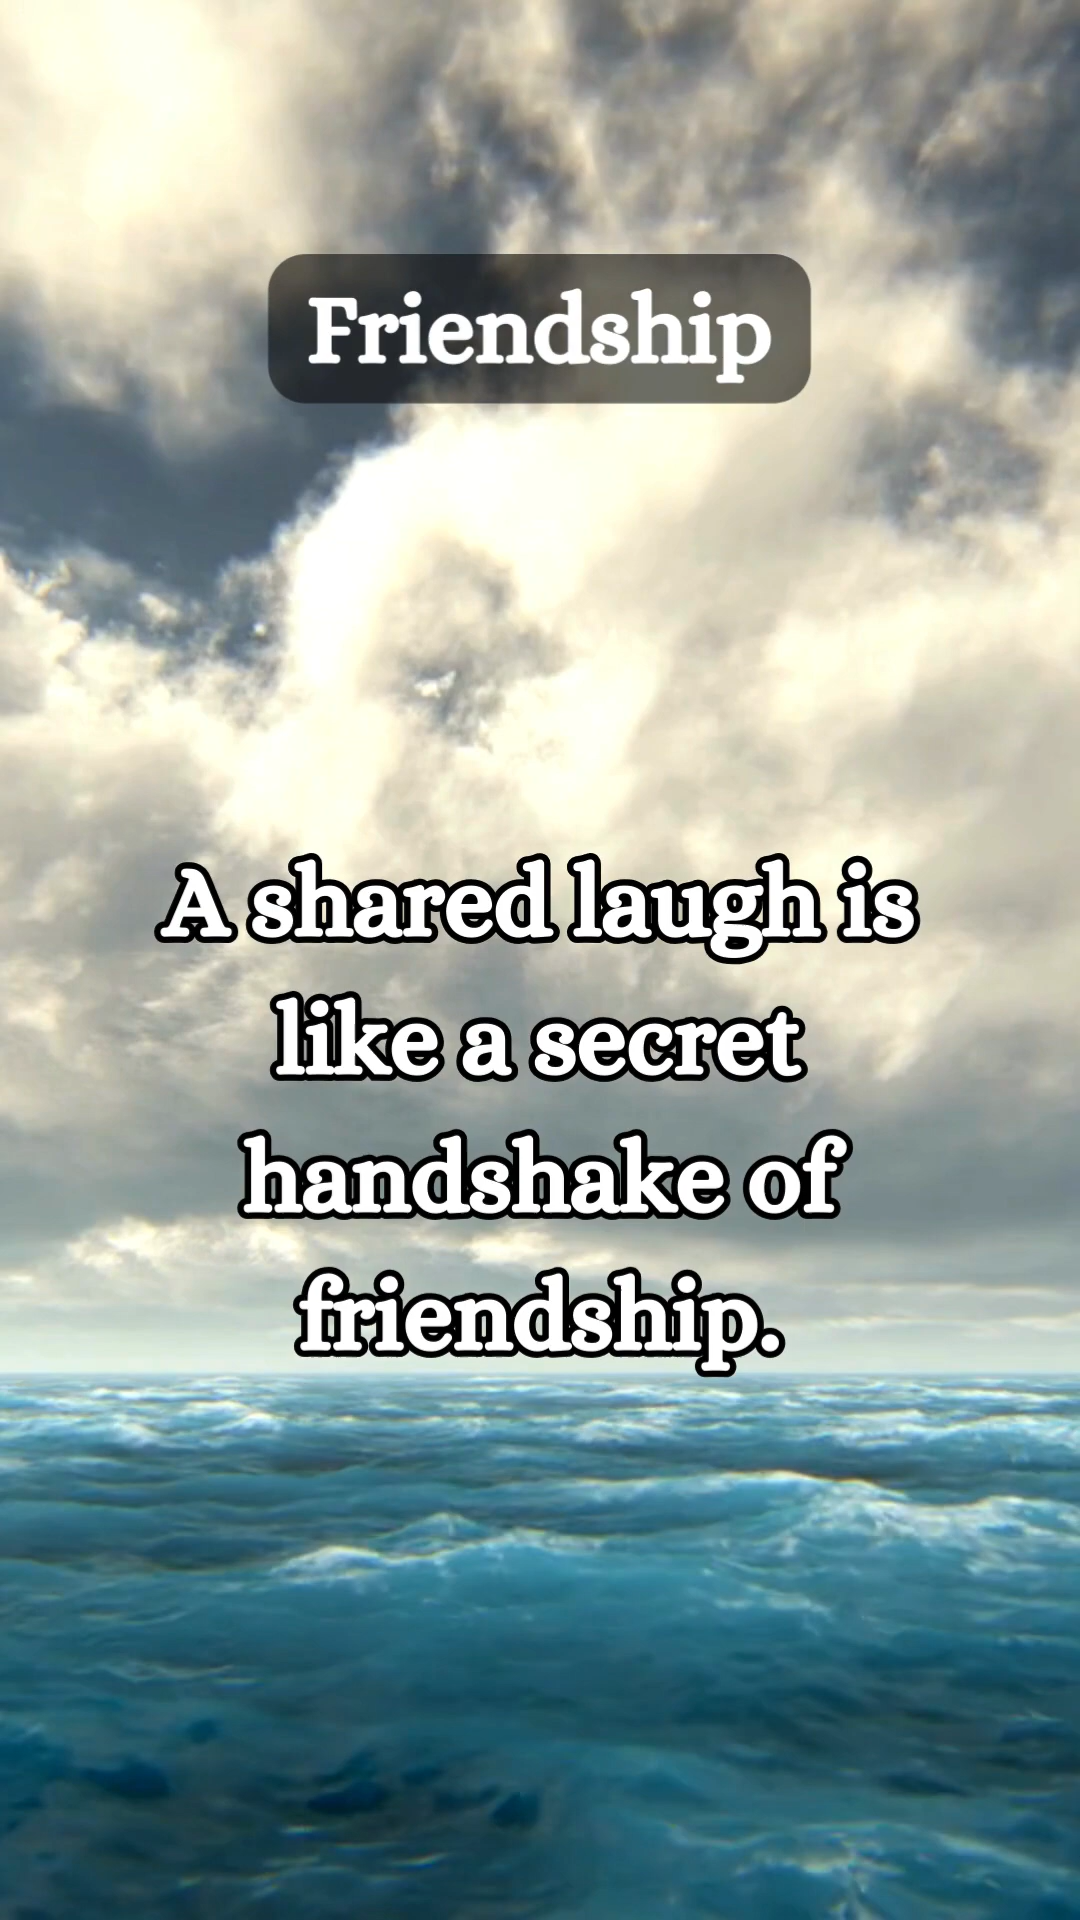 Friendship
A shared laugh is
like a secret
handshake of
friendship.